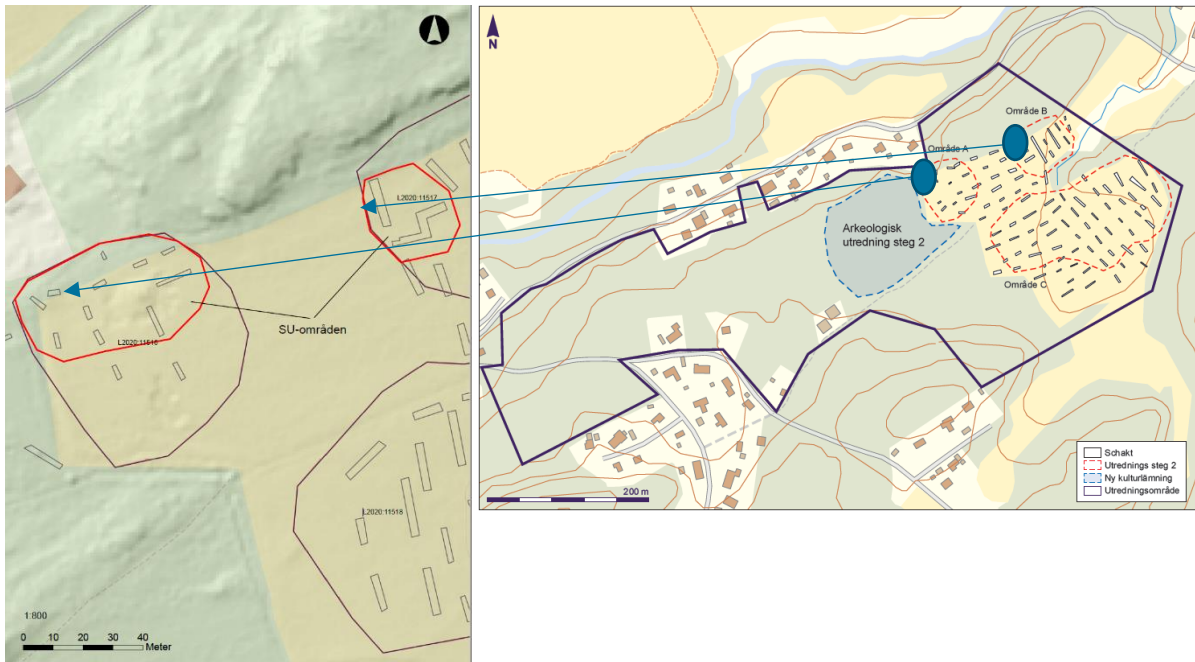 L2020:11517
SU-områden
L2020:11516
L2020:11518
1:800
0 10 20 30 40
Meter
N
Område B
Område A
Arkeologisk
utredning steg 2
Område C
200 m
Schakt
Utrednings steg 2
Ny kulturlämning
Utredningsområde